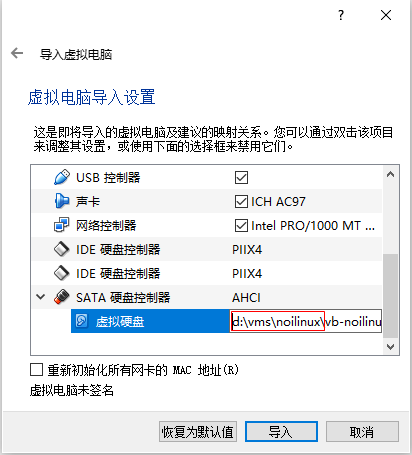 ?
导入虚拟电脑
虚拟电脑导入设置
这是即将导入的虚拟电脑及建议的映射关系。您可以通过双击该项目
来调整其设置，或使用下面的选择框来禁用它们。
USB 控制器
声卡 ICH AC97
网络控制器 Intel PRO/1000 MT ...
IDE 硬盘控制器 PIIX4
IDE 硬盘控制器 PIIX4
SATA 硬盘控制器 AHCI
虚拟硬盘 d:\vms\noilinux\vb-noilinu
重新初始化所有网卡的 MAC 地址(R)
虚拟电脑未签名
恢复为默认值 导入 取消